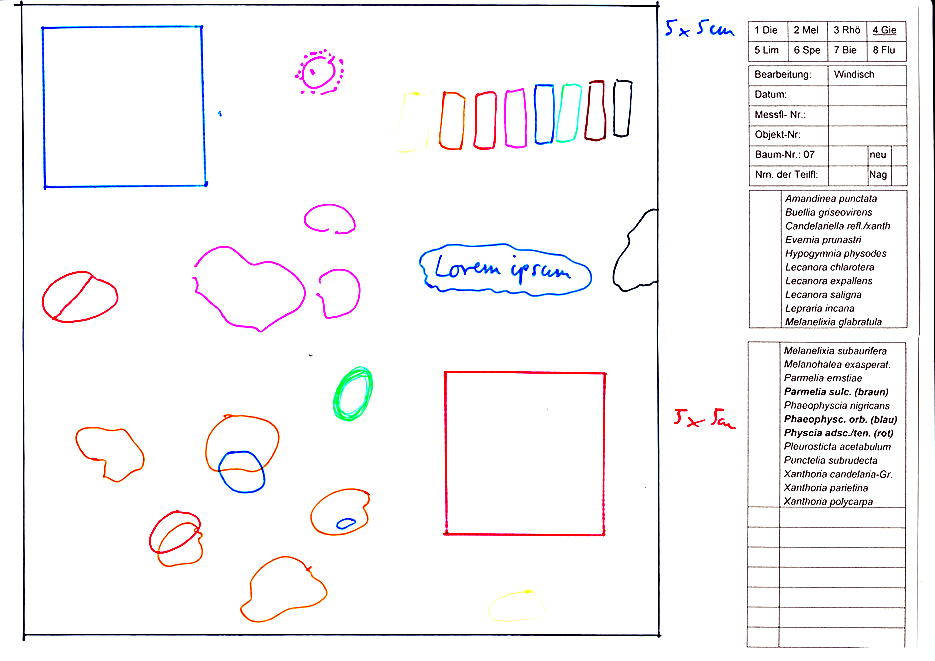 5 x 5 cm
1 Die 2 Mel 3 Rhö 4 Gie
5 Lim 6 Spe 7 Bie 8 Flu
Bearbeitung: Windisch
Datum:
Messfl- Nr.:
Objekt-Nr:
Baum-Nr.: 07 neu
Nrn. der Teilfl: Nag
Amandinea punctata
Buellia griseovirens
Candelariella refl./xanth
Evernia prunastri
Hypogymnia physodes
Lecanora chlarotera
Lecanora expallens
Lecanora saligna
Lepraria incana
Melanelixia glabratula
Lorem ipsum
Melanelixia subaurifera
Melanohalea exasperat.
Parmelia ernstiae
Parmelia sulc. (braun)
Phaeophyscia nigricans
Phaeophysc. orb. (blau)
Physcia adsc./ten. (rot)
Pleurosticta acetabulum
Punctelia subrudecta
Xanthoria candelaria-Gr.
Xanthoria parietina
Xanthoria polycarpa
5 x 5 cm